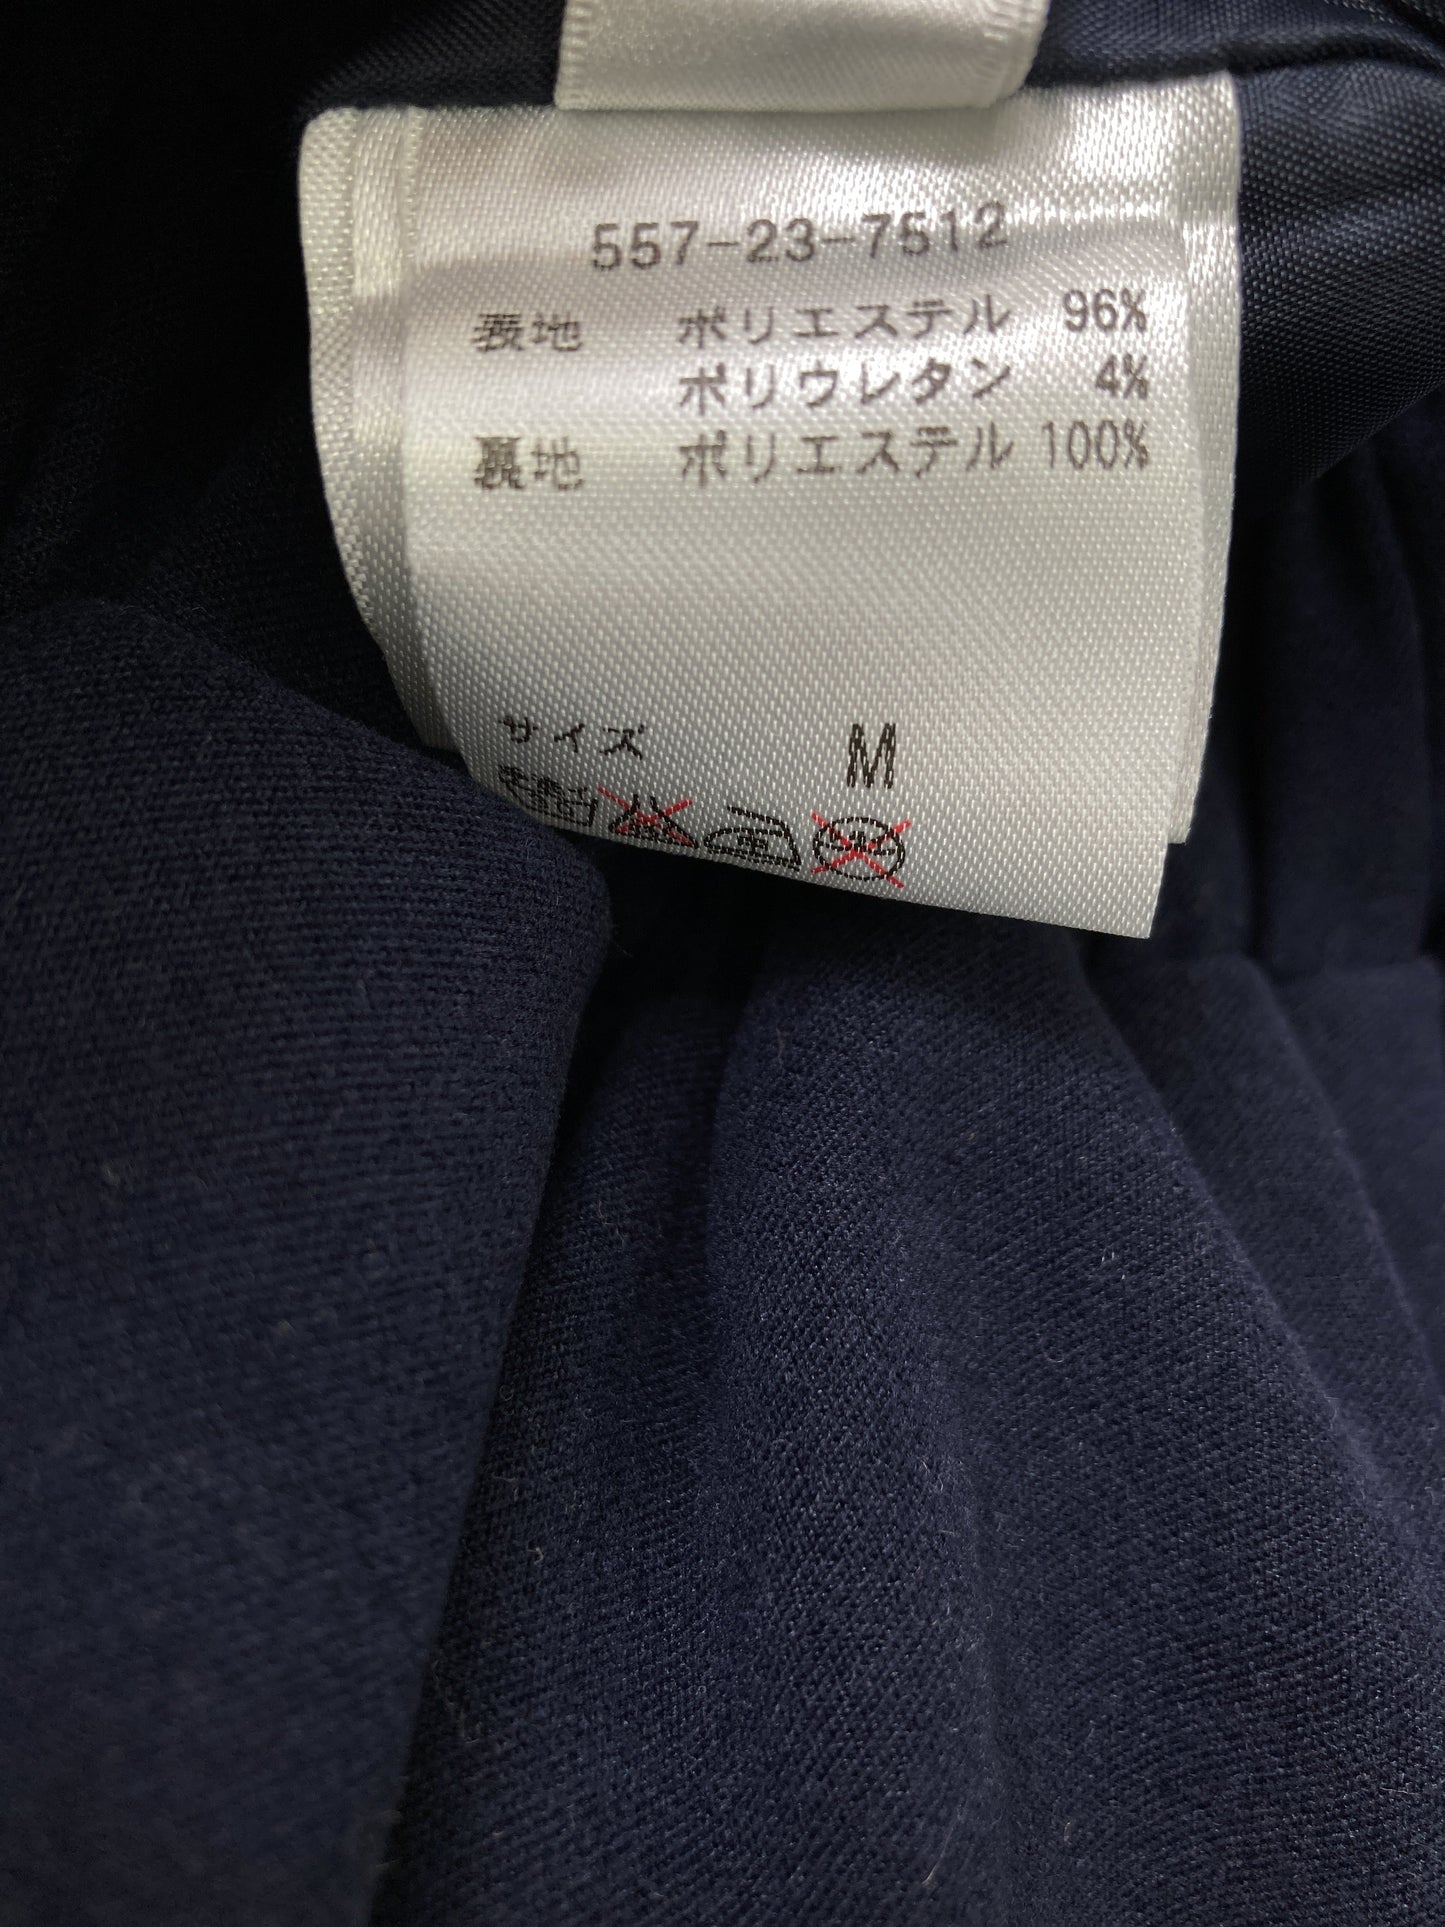 557-23-7512
表地 ポリエステル 96%
ポリウレタン 4%
裏地 ポリエステル 100%
サイズ M